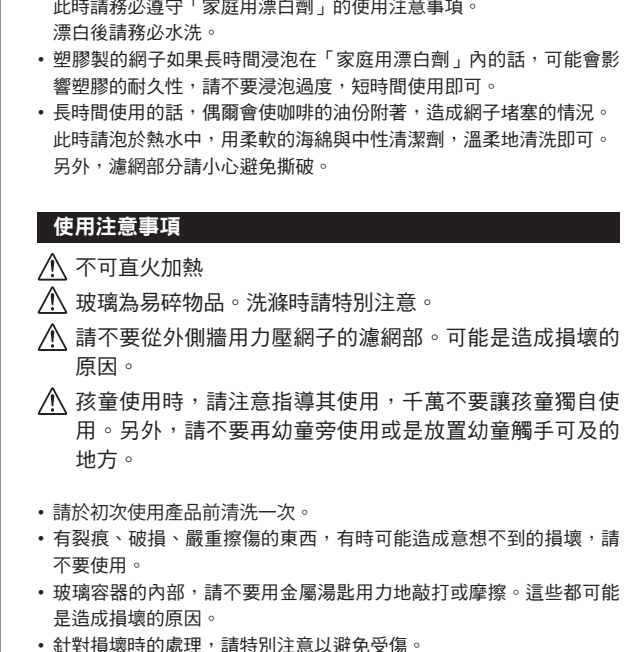 此時請務必遵守「家庭用漂白劑」的使用注意事項。
漂白後請務必水洗。
• 塑膠製的網子如果長時間浸泡在「家庭用漂白劑」內的話，可能會影
響塑膠的耐久性，請不要浸泡過度，短時間使用即可。
• 長時間使用的話，偶爾會使咖啡的油份附著，造成網子堵塞的情況。
此時請泡於熱水中，用柔軟的海綿與中性清潔劑，溫柔地清洗即可。
另外，濾網部分請小心避免撕破。
使用注意事項
不可直火加熱
玻璃為易碎物品。洗滌時請特別注意。
請不要從外側牆用力壓網子的濾網部。可能是造成損壞的
原因。
孩童使用時，請注意指導其使用，千萬不要讓孩童獨自使
用。另外，請不要再幼童旁使用或是放置幼童觸手可及的
地方。
• 請於初次使用產品前清洗一次。
• 有裂痕、破損、嚴重擦傷的東西，有時可能造成意想不到的損壞，請
不要使用。
• 玻璃容器的內部，請不要用金屬湯匙用力地敲打或摩擦。這些都可能
是造成損壞的原因。
• 針對損壞時的處理，請特別注意以避免受傷。